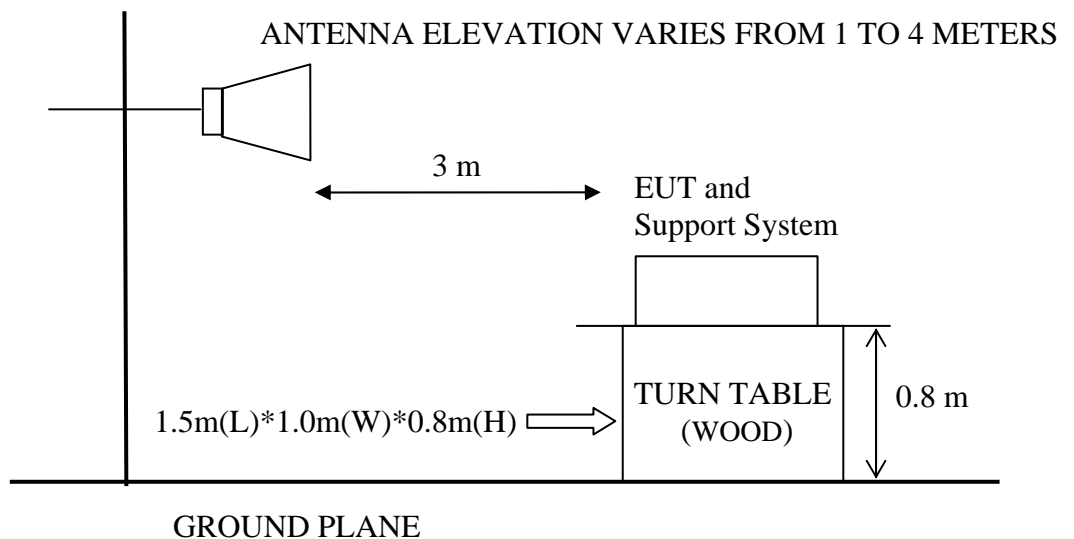 ANTENNA ELEVATION VARIES FROM 1 TO 4 METERS
3 m
EUT and
Support System
TURN TABLE
(WOOD)
0.8 m
1.5m(L)*1.0m(W)*0.8m(H)
GROUND PLANE